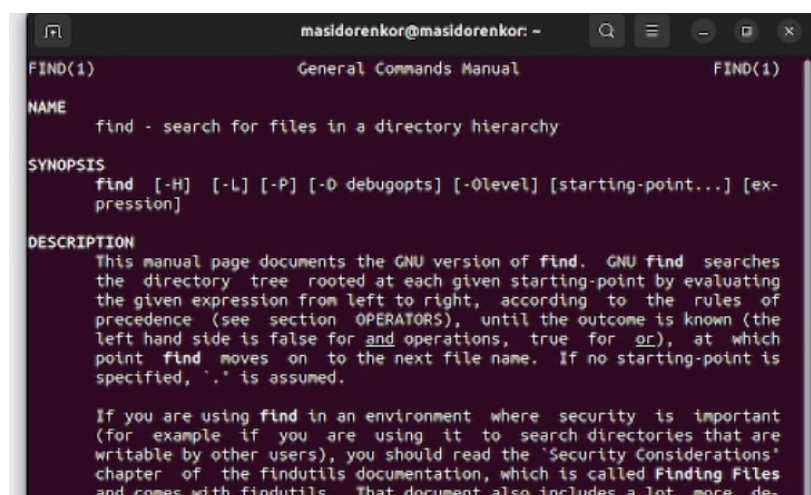 masidorenkor@masidorenkor: ~
FIND(1) General Commands Manual FIND(1)
NAME
find - search for files in a directory hierarchy
SYNOPSIS
find [-H] [-L] [-P] [-D debugopts] [-Olevel] [starting-point...] [ex-
pression]
DESCRIPTION
This manual page documents the GNU version of find. GNU find searches
the directory tree rooted at each given starting-point by evaluating
the given expression from left to right, according to the rules of
precedence (see section OPERATORS), until the outcome is known (the
left hand side is false for and operations, true for or), at which
point find moves on to the next file name. If no starting-point is
specified, `.' is assumed.
If you are using find in an environment where security is important
(for example if you are using it to search directories that are
writable by other users), you should read the `Security Considerations'
chapter of the findutils documentation, which is called Finding Files
and comes with findutils. That document also includes a lot more de-